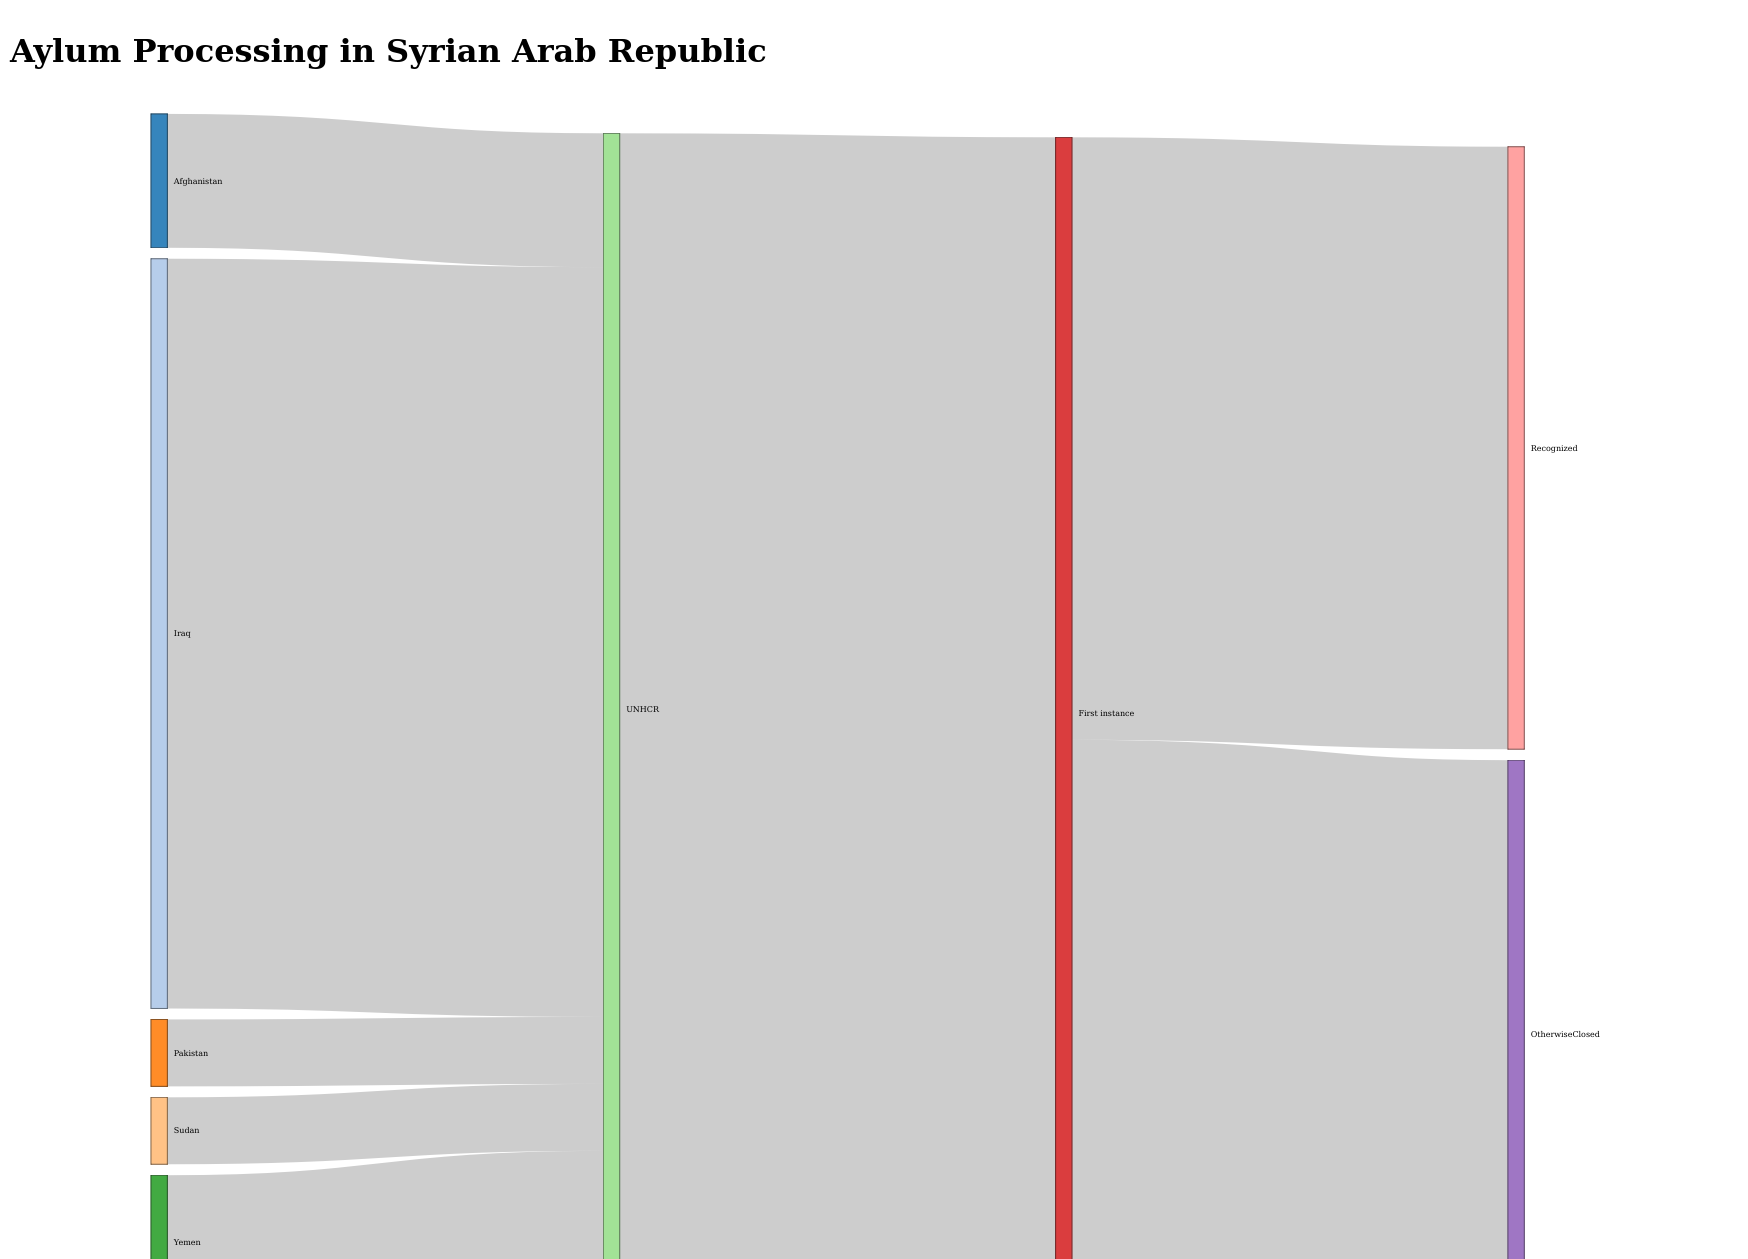 Aylum Processing in Syrian Arab Republic
Afghanistan
Recognized
Iraq
UNHCR
First instance
OtherwiseClosed
Pakistan
Sudan
Yemen